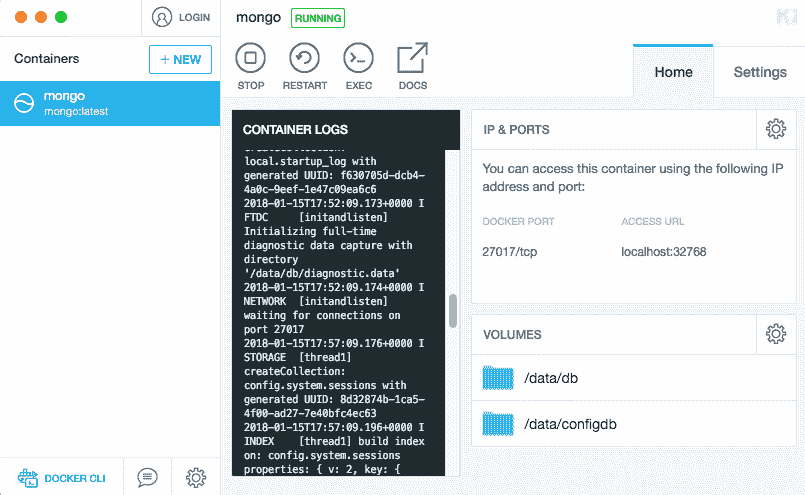 LOGIN
Containers
+ NEW
mongo
mongo:latest
DOCKER CLI
mongo
RUNNING
STOP
RESTART
EXEC
DOCS
Home
Settings
CONTAINER LOGS
local.startup_log with
generated UUID: f630705d-dcb4-
4a0c-9eef-1e47c09ea6c6
2018-01-15T17:52:09.173+0000 I
FTDC [initandlisten]
Initializing full-time
diagnostic data capture with
directory
'/data/db/diagnostic.data'
2018-01-15T17:52:09.174+0000 I
NETWORK [initandlisten]
waiting for connections on
port 27017
2018-01-15T17:57:09.176+0000 I
STORAGE [thread1]
createCollection:
config.system.sessions with
generated UUID: 8d32874b-1ca5-
4f00-ad27-7e40bfc4ec63
2018-01-15T17:57:09.196+0000 I
INDEX [thread1] build index
on: config.system.sessions
properties: { v: 2, key: {
IP & PORTS
You can access this container using the following IP
address and port:
DOCKER PORT
ACCESS URL
27017/tcp
localhost:32768
VOLUMES
/data/db
/data/configdb